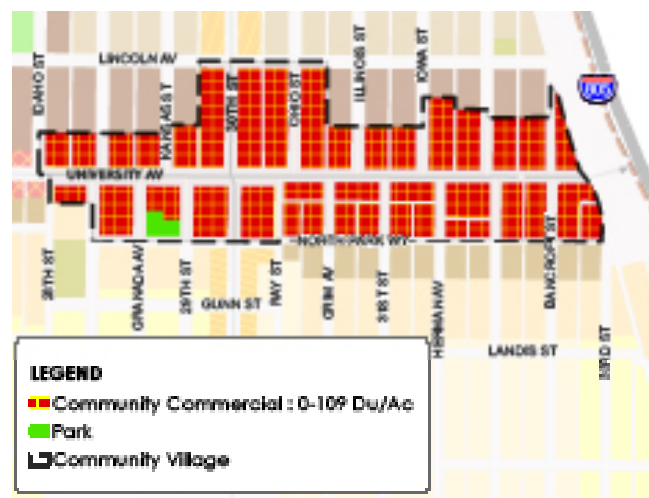 LINCOLN AV
IDAHO ST
KANSAS ST
30TH ST
OHIO ST
ILLINOIS ST
IOWA ST
805
UNIVERSITY AV
NORTH PARK WY
28TH ST
GRANADA AV
29TH ST
GUNN ST
RAY ST
GRIM AV
31ST ST
HERMAN AV
BANCROFT ST
LANDIS ST
33RD ST
LEGEND
Community Commercial : 0-109 Du/Ac
Park
Community Village